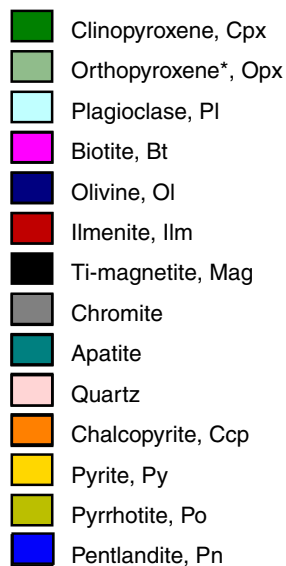 Clinopyroxene, Cpx
Orthopyroxene*, Opx
Plagioclase, Pl
Biotite, Bt
Olivine, Ol
Ilmenite, Ilm
Ti-magnetite, Mag
Chromite
Apatite
Quartz
Chalcopyrite, Ccp
Pyrite, Py
Pyrrhotite, Po
Pentlandite, Pn